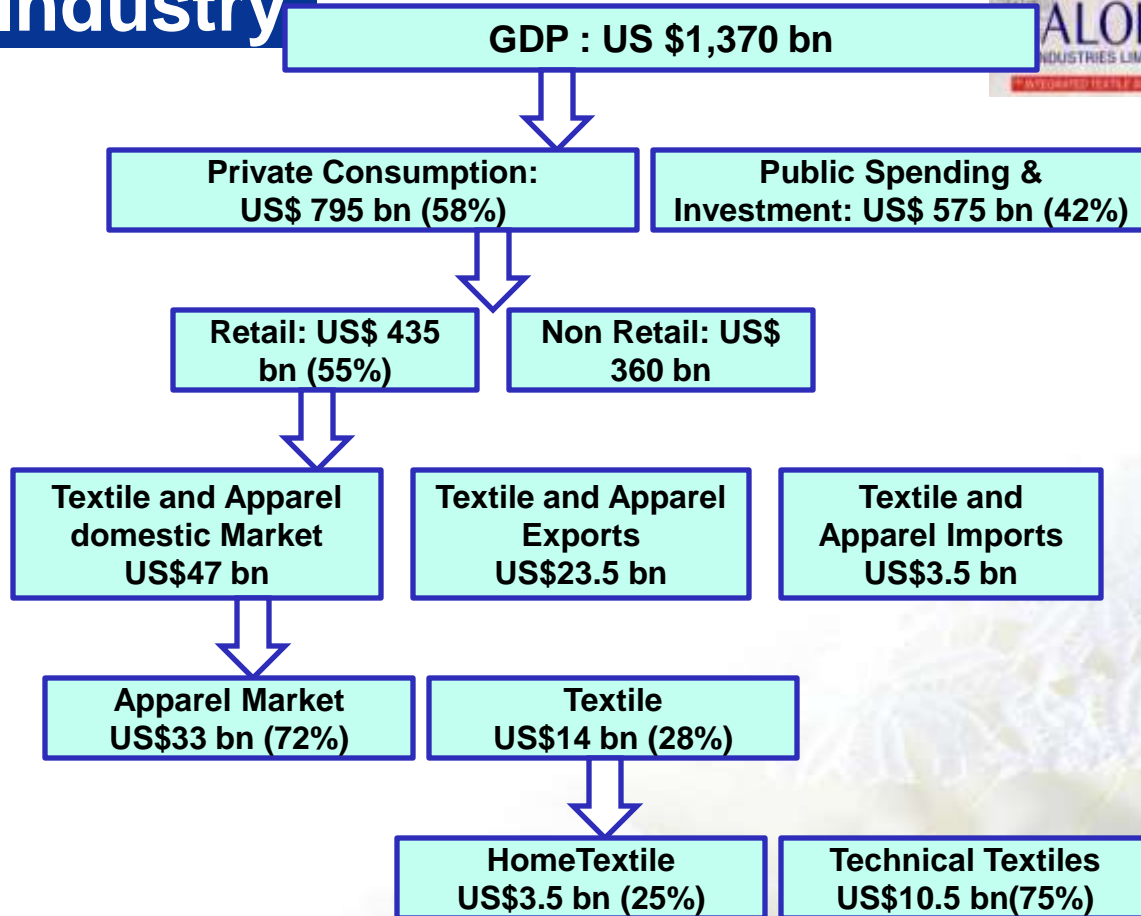 Industry
GDP : US $1,370 bn
INDUSTRIES LIM
Private Consumption:
US$ 795 bn (58%)
Public Spending &
Investment: US$ 575 bn (42%)
Retail: US$ 435
bn (55%)
Non Retail: US$
360 bn
Textile and Apparel
domestic Market
US$47 bn
Textile and Apparel
Exports
US$23.5 bn
Textile and
Apparel Imports
US$3.5 bn
Apparel Market
US$33 bn (72%)
Textile
US$14 bn (28%)
HomeTextile
US$3.5 bn (25%)
Technical Textiles
US$10.5 bn(75%)